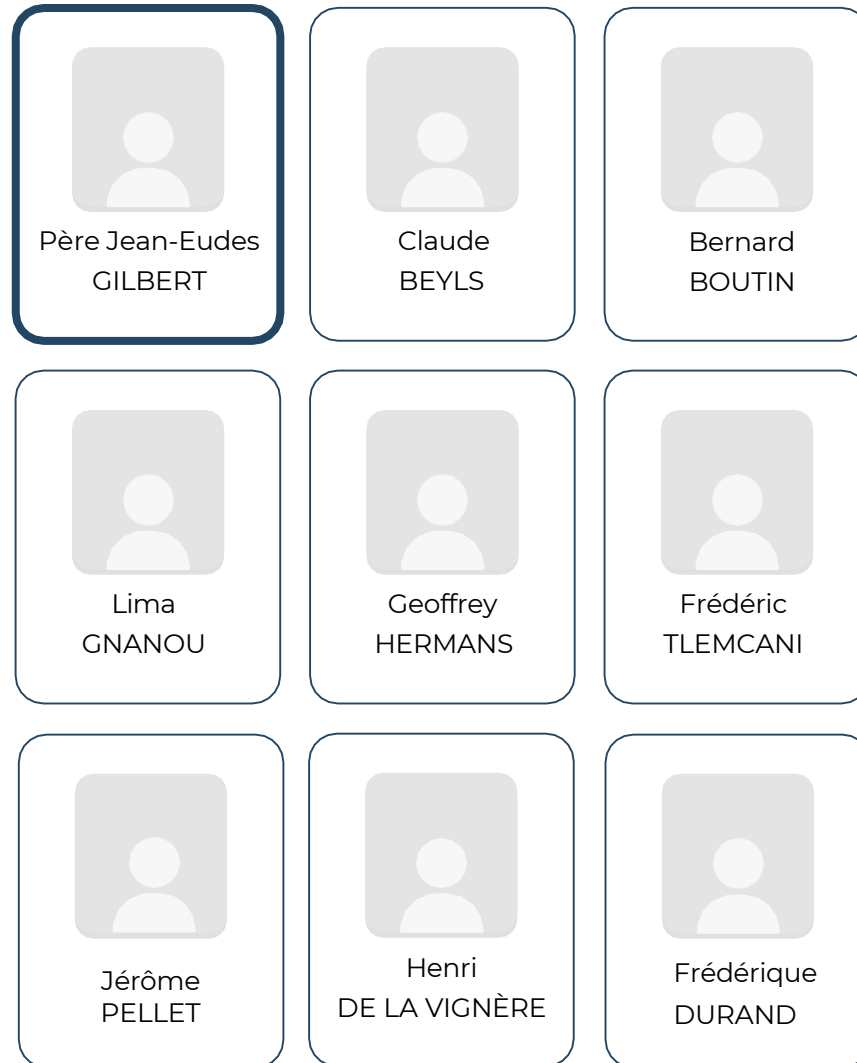 Père Jean-Eudes
GILBERT
Claude
BEYLS
Bernard
BOUTIN
Lima
GNANOU
Geoffrey
HERMANS
Frédéric
TLEMCANI
Jérôme
PELLET
Henri
DE LA VIGNÈRE
Frédérique
DURAND